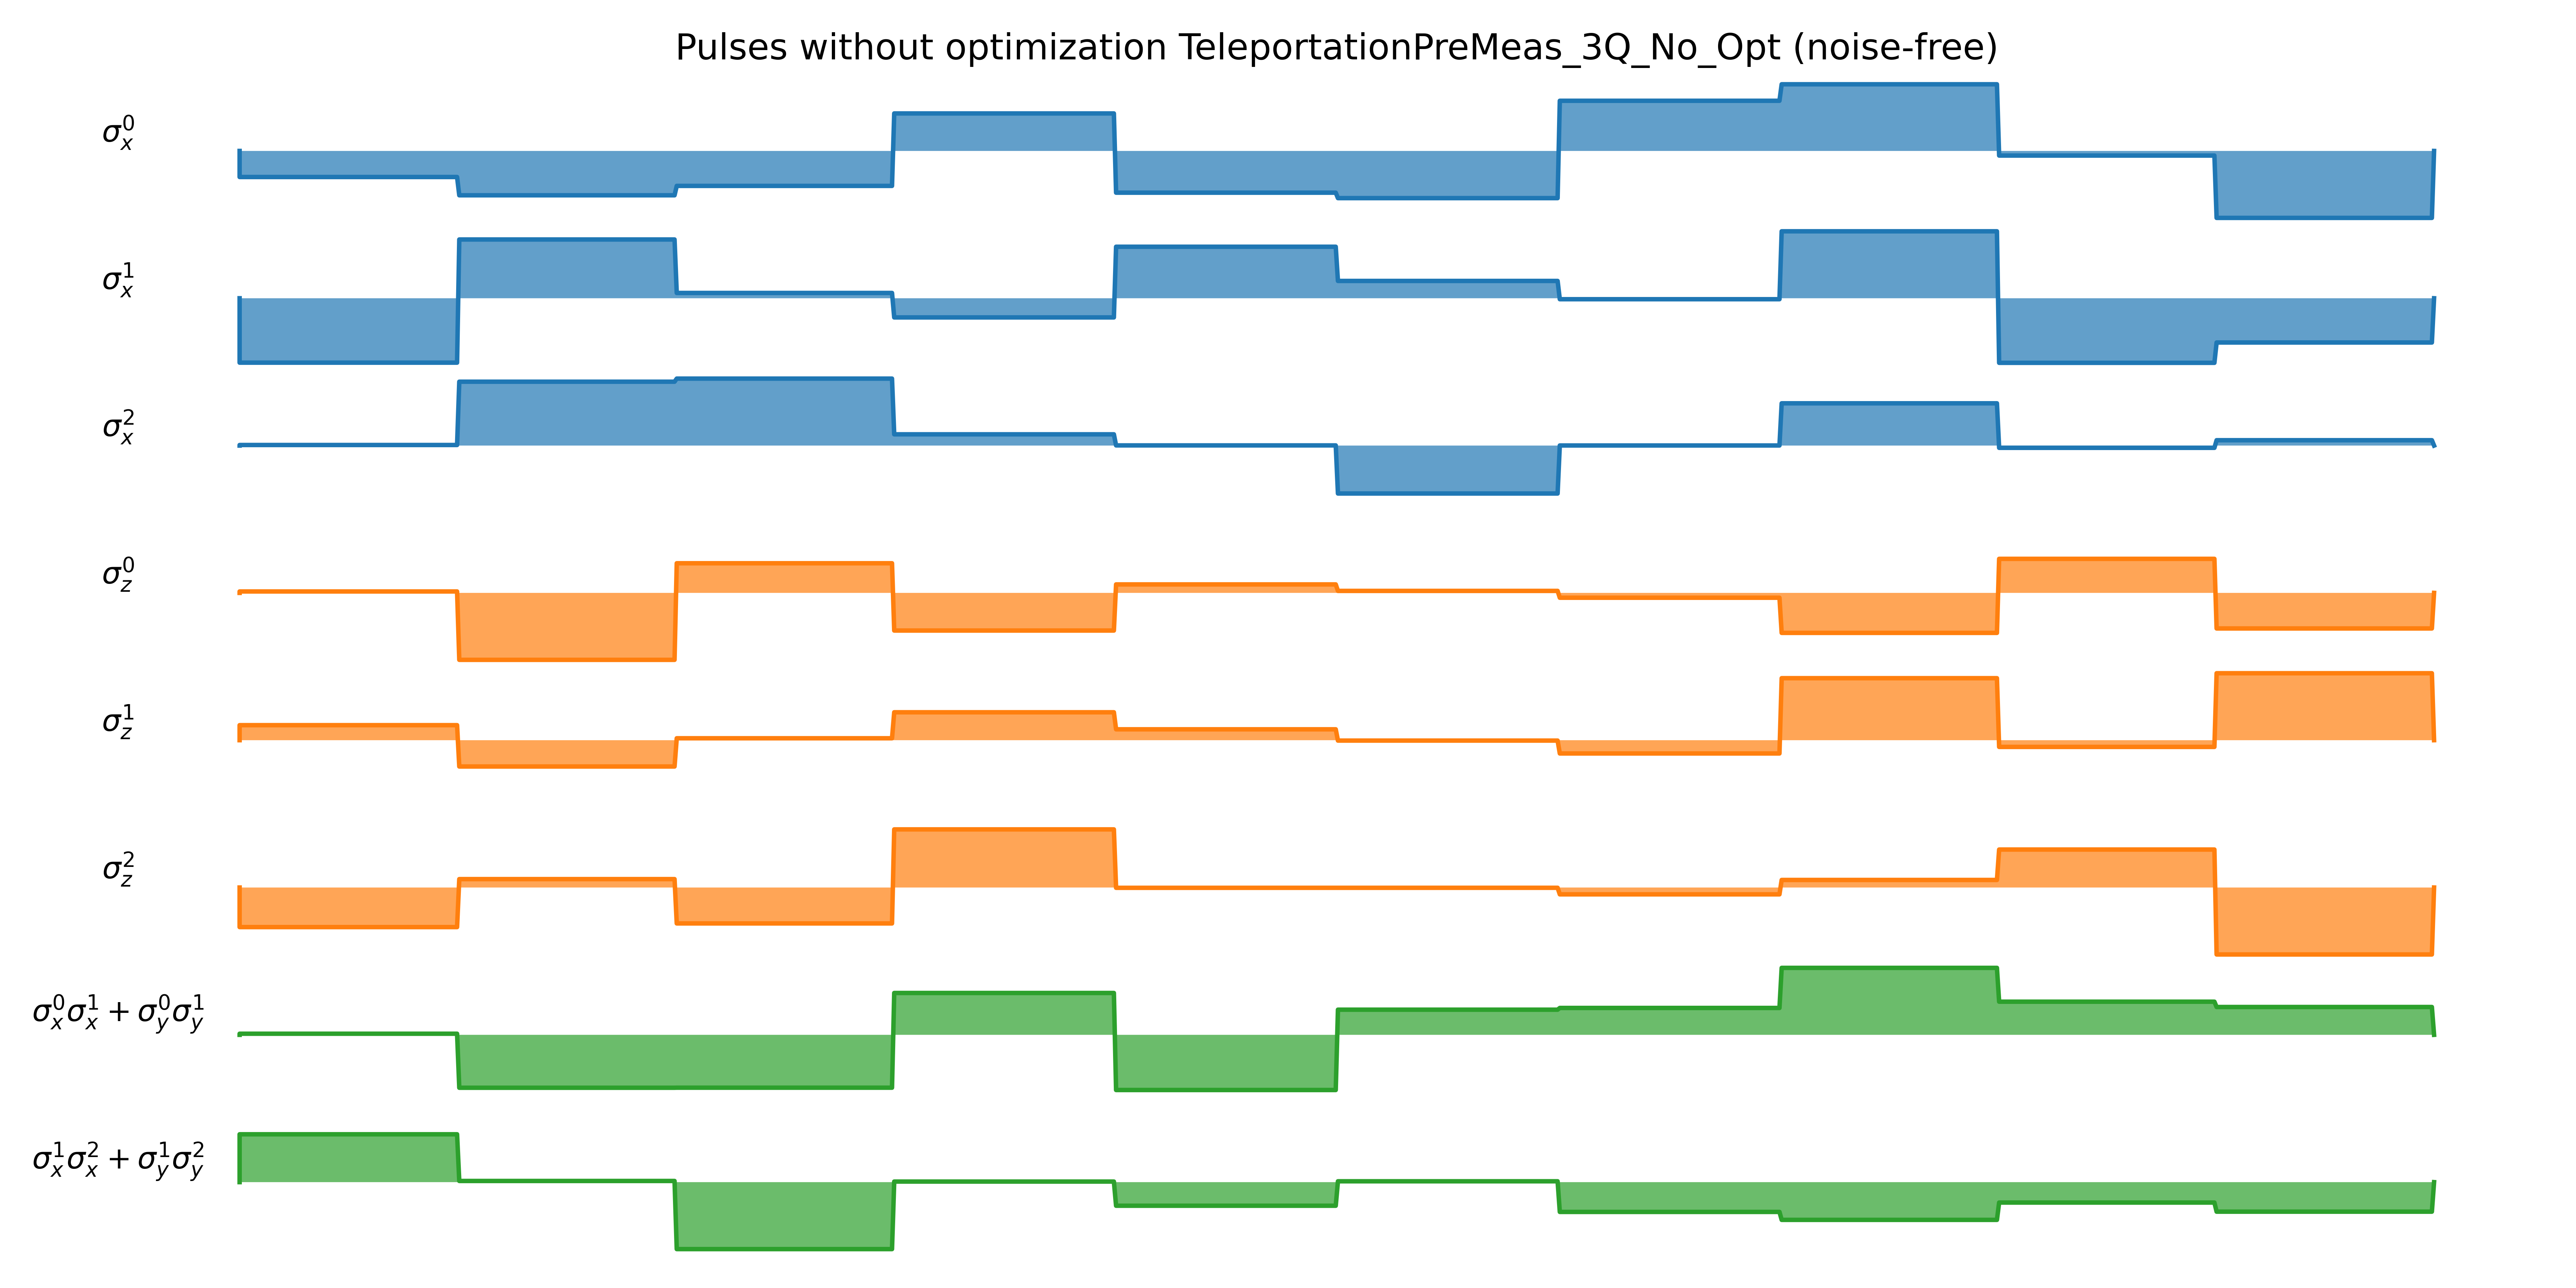 Pulses without optimization TeleportationPreMeas_3Q_No_Opt (noise-free)
σ_x^0
σ_x^1
σ_x^2
σ_z^0
σ_z^1
σ_z^2
σ_x^0σ_x^1 + σ_y^0σ_y^1
σ_x^1σ_x^2 + σ_y^1σ_y^2